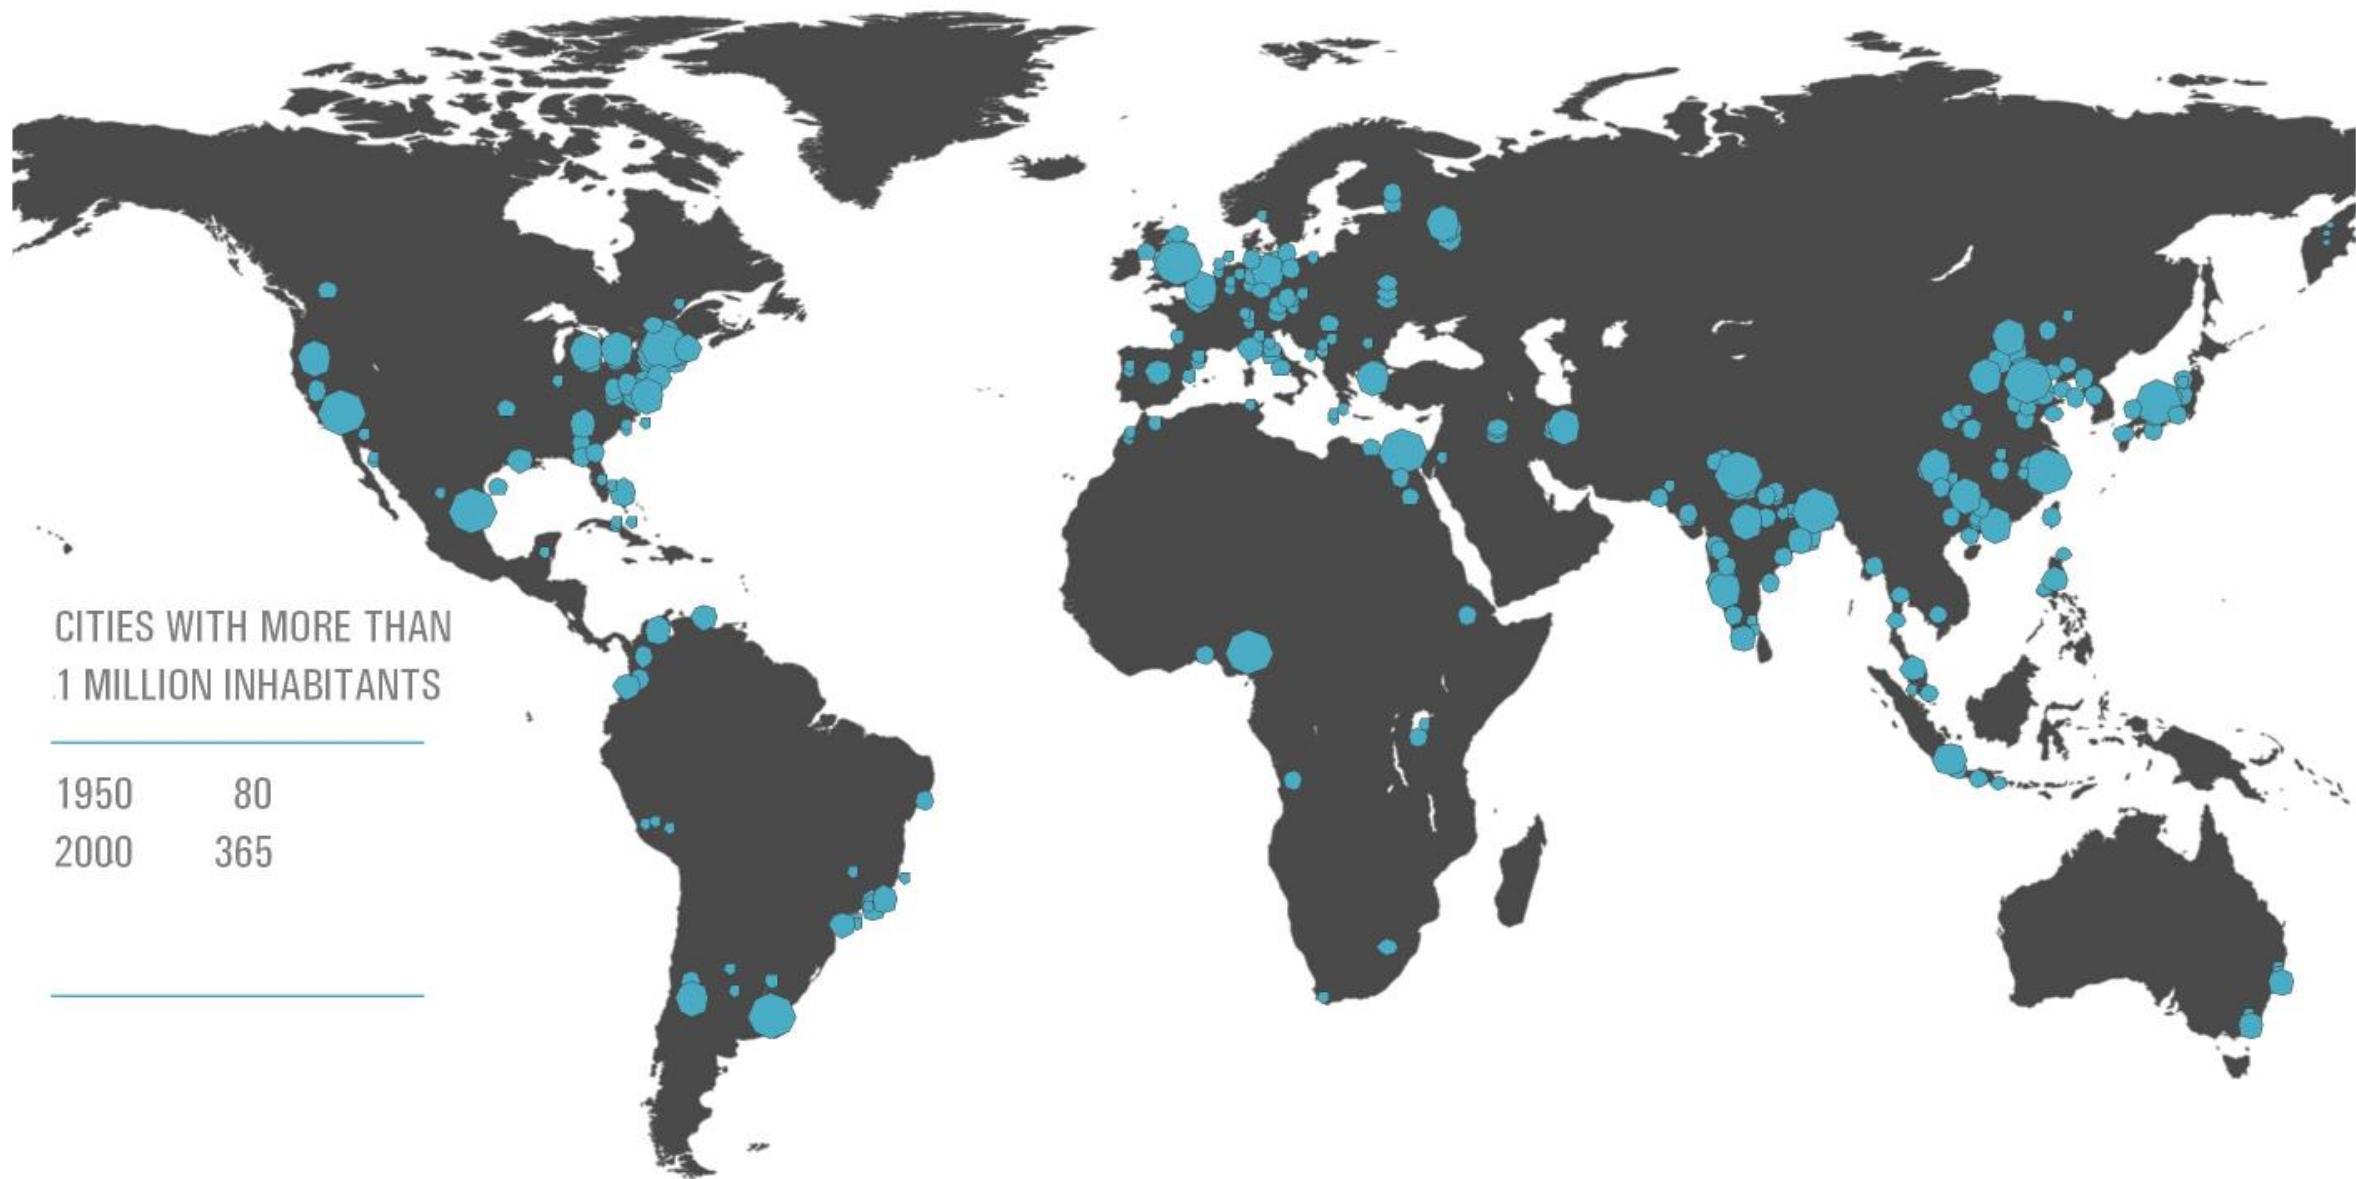 CITIES WITH MORE THAN
.1 MILLION INHABITANTS
1950 80
2000 365